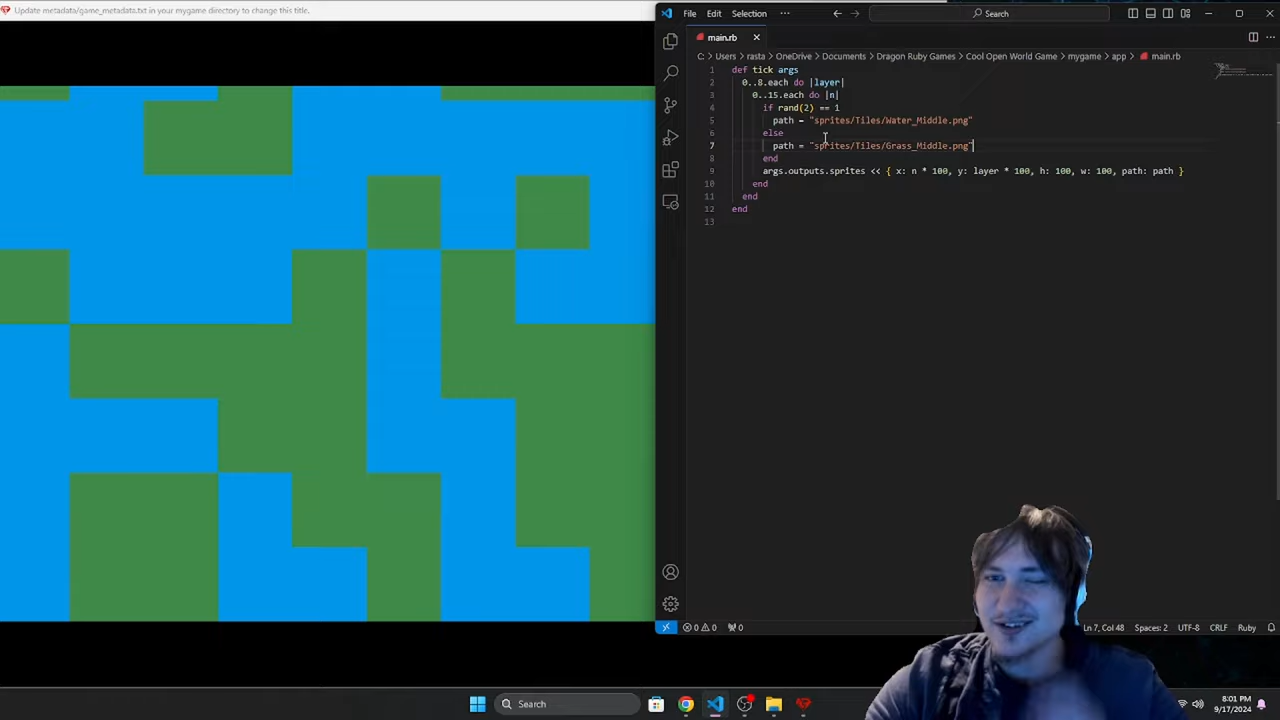 Update metadata/game_metadata.txt in your mygame directory to change this title.
File Edit Selection ··· Search
main.rb
C: > Users > rasta > OneDrive > Documents > Dragon Ruby Games > Cool Open World Game > mygame > app > main.rb
1 def tick args
2 0..8.each do |layer|
3 0..15.each do |n|
4 if rand(2) == 1
5 path = "sprites/Tiles/Water_Middle.png"
6 else
7 path = "sprites/Tiles/Grass_Middle.png"
8 end
9 args.outputs.sprites << { x: n * 100, y: layer * 100, h: 100, w: 100, path: path }
10 end
11 end
12 end
13
0 0 0 Ln 7, Col 48 Spaces: 2 UTF-8 CRLF Ruby
Search
8:01 PM
9/17/2024